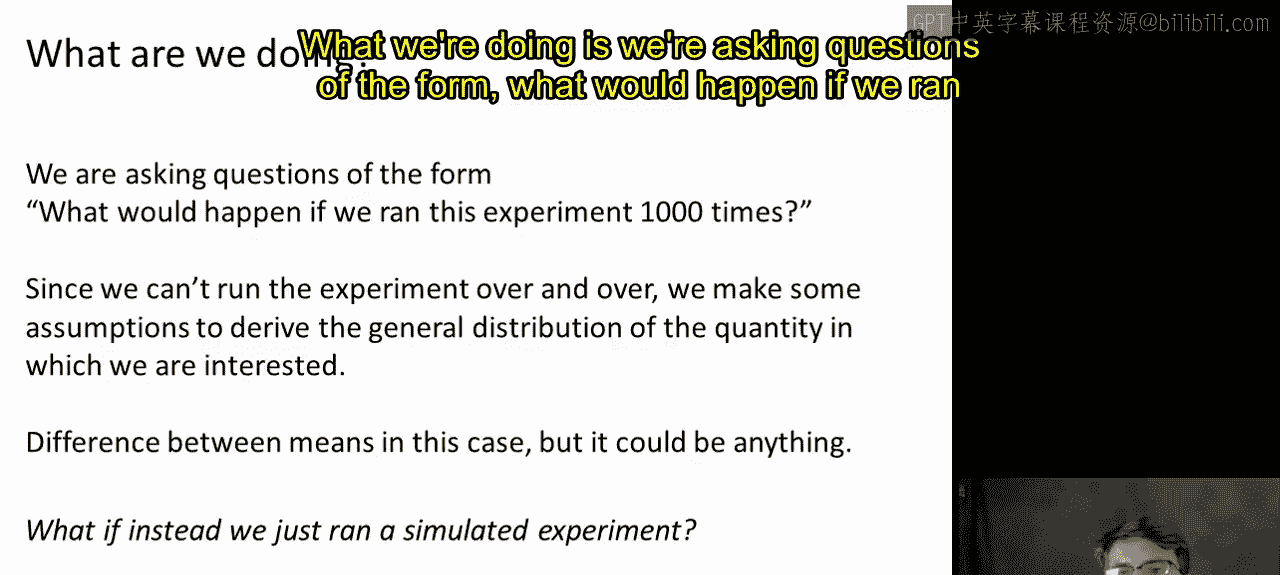 GPT中英字幕课程资源@bilibili.com
What are we doing?
What we're doing is we're asking questions
of the form, what would happen if we ran
We are asking questions of the form
“What would happen if we ran this experiment 1000 times?”
Since we can’t run the experiment over and over, we make some
assumptions to derive the general distribution of the quantity in
which we are interested.
Difference between means in this case, but it could be anything.
What if instead we just ran a simulated experiment?